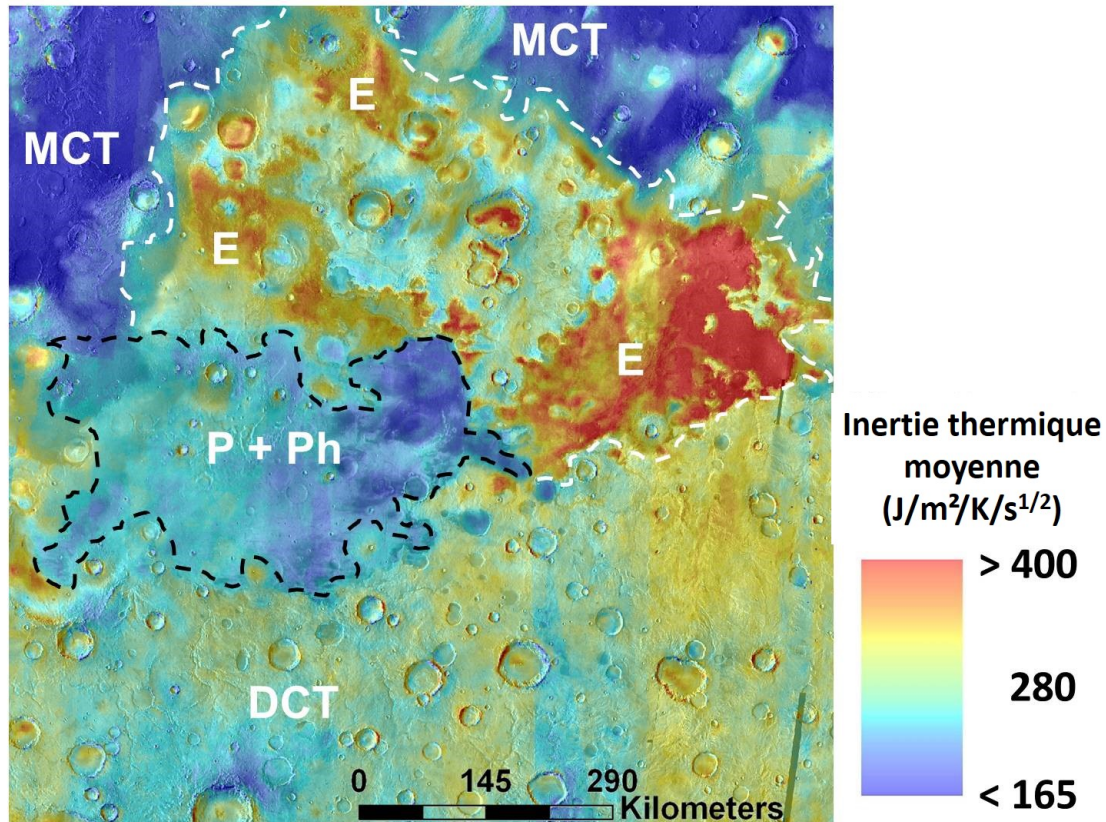 MCT
MCT
E
E
E
P + Ph
DCT
0 145 290
Kilometers
Inertie thermique
moyenne
(J/m²/K/s¹/²)
> 400
280
< 165